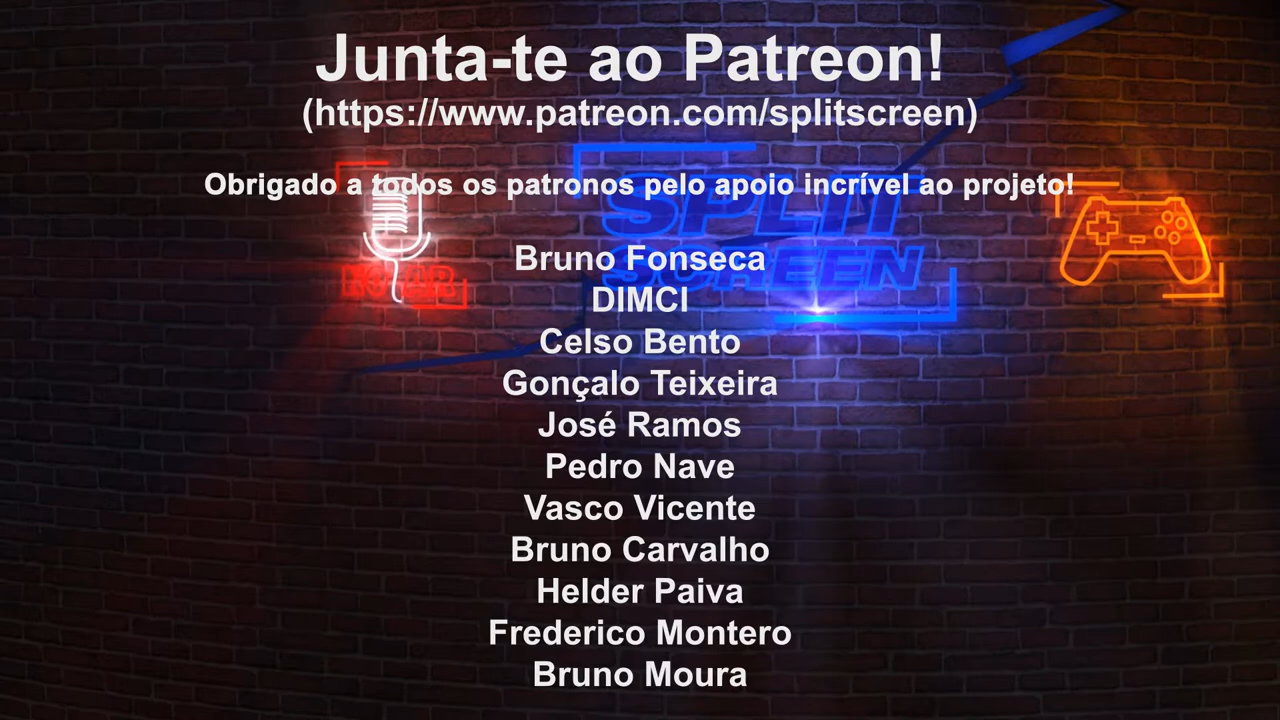 Junta-te ao Patreon!
(https://www.patreon.com/splitscreen)
Obrigado a todos os patronos pelo apoio incrível ao projeto!
SPLIT
SCREEN
Bruno Fonseca
DIMCI
Celso Bento
Gonçalo Teixeira
José Ramos
Pedro Nave
Vasco Vicente
Bruno Carvalho
Helder Paiva
Frederico Montero
Bruno Moura